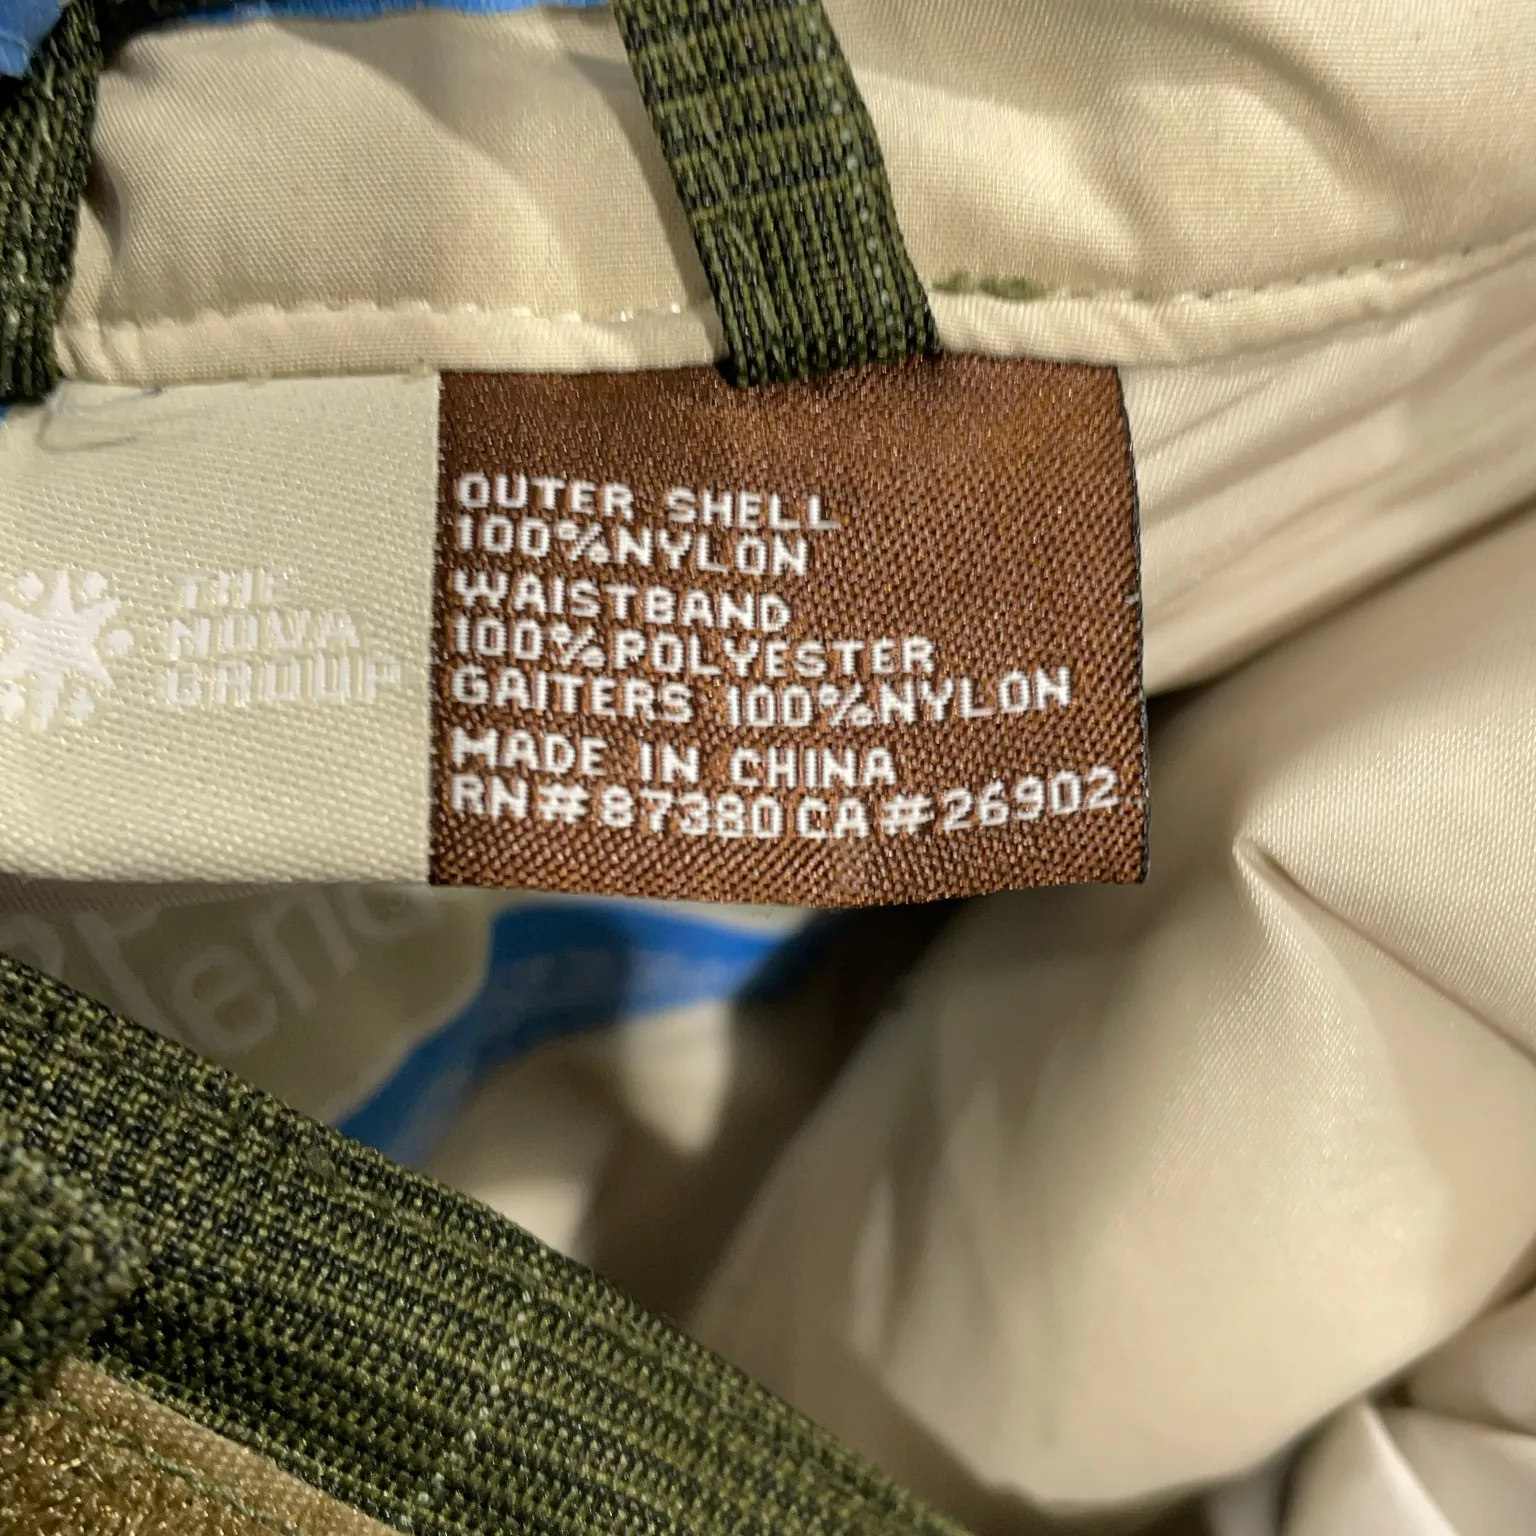 OUTER SHELL
100%NYLON
WAISTBAND
100%POLYESTER
GAITERS 100%NYLON
MADE IN CHINA
RN#87380 CA#26902
THE
NOVA
GROUP